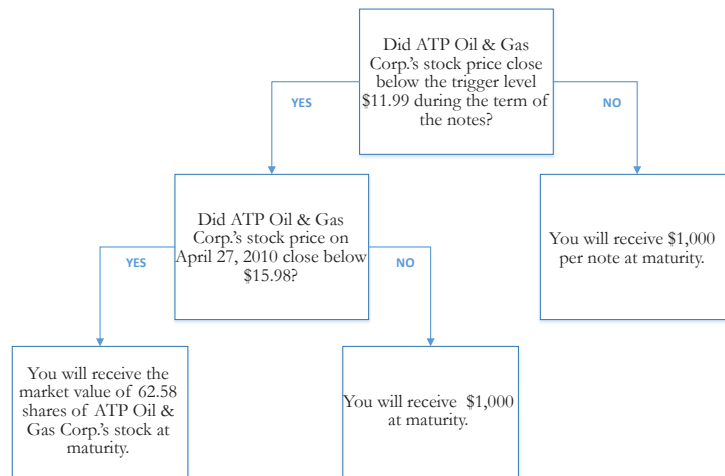 Did ATP Oil & Gas
Corp.'s stock price close
below the trigger level
$11.99 during the term of
the notes?
YES
NO
Did ATP Oil & Gas
Corp.'s stock price on
April 27, 2010 close below
$15.98?
You will receive $1,000
per note at maturity.
YES
NO
You will receive the
market value of 62.58
shares of ATP Oil &
Gas Corp.'s stock at
maturity.
You will receive $1,000
at maturity.